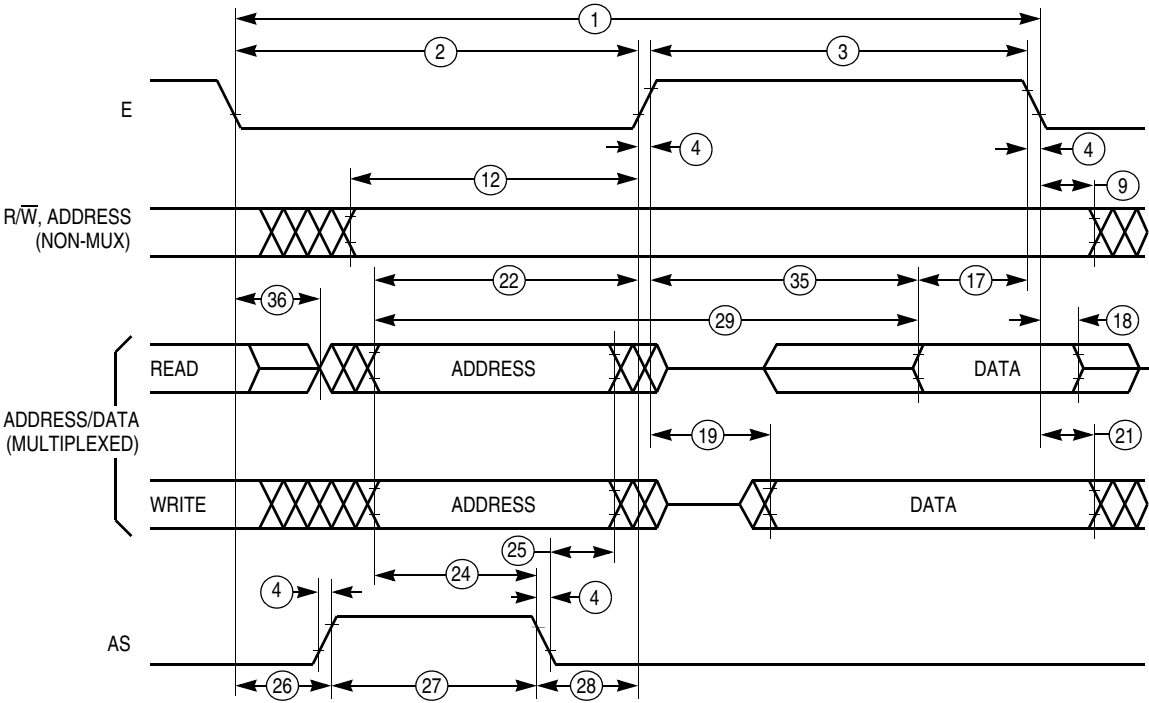 1
2
3
E
4
4
12
9
R/W̅, ADDRESS
(NON-MUX)
22
35
17
36
29
18
READ
ADDRESS
DATA
ADDRESS/DATA
(MULTIPLEXED)
19
21
WRITE
ADDRESS
DATA
25
24
4
4
AS
26
27
28